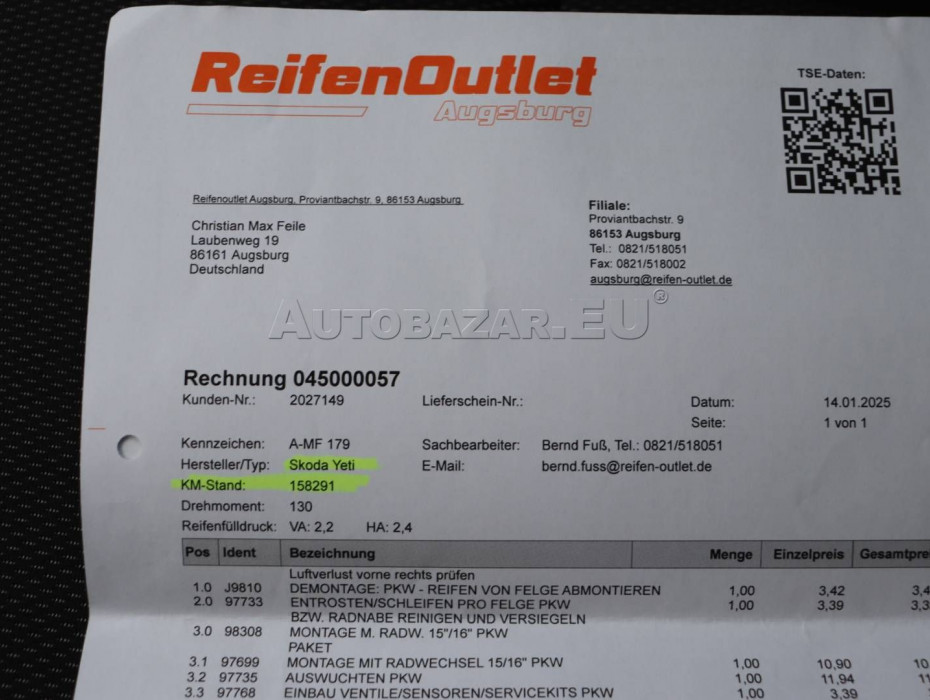 ReifenOutlet
Augsburg
TSE-Daten:
Reifenoutlet Augsburg, Proviantbachstr. 9, 86153 Augsburg
Christian Max Feile
Laubenweg 19
86161 Augsburg
Deutschland
Filiale:
Proviantbachstr. 9
86153 Augsburg
Tel.: 0821/518051
Fax: 0821/518002
augsburg@reifen-outlet.de
AUTOBAZAR.EU®
Rechnung 045000057
Kunden-Nr.: 2027149 Lieferschein-Nr.: Datum: 14.01.2025
Seite: 1 von 1
Kennzeichen: A-MF 179 Sachbearbeiter: Bernd Fuß, Tel.: 0821/518051
Hersteller/Typ: Skoda Yeti E-Mail: bernd.fuss@reifen-outlet.de
KM-Stand: 158291
Drehmoment: 130
Reifenfülldruck: VA: 2,2 HA: 2,4
Pos Ident Bezeichnung Menge Einzelpreis Gesamtpre
Luftverlust vorne rechts prüfen
1.0 J9810 DEMONTAGE: PKW - REIFEN VON FELGE ABMONTIEREN 1,00 3,42 3,4
2.0 97733 ENTROSTEN/SCHLEIFEN PRO FELGE PKW 1,00 3,39 3,3
BZW. RADNABE REINIGEN UND VERSIEGELN
3.0 98308 MONTAGE M. RADW. 15"/16" PKW
PAKET
3.1 97699 MONTAGE MIT RADWECHSEL 15/16" PKW 1,00 10,90 10
3.2 97735 AUSWUCHTEN PKW 1,00 11,94 11
3.3 97768 EINBAU VENTILE/SENSOREN/SERVICEKITS PKW 1,00 3,39